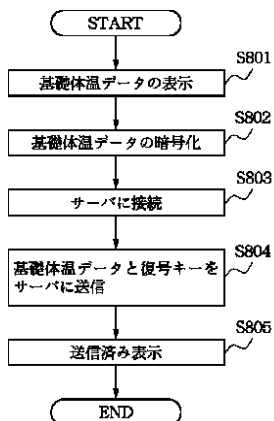 START
S801
基礎体温データの表示
S802
基礎体温データの暗号化
S803
サーバに接続
S804
基礎体温データと復号キーを
サーバに送信
S805
送信済み表示
END